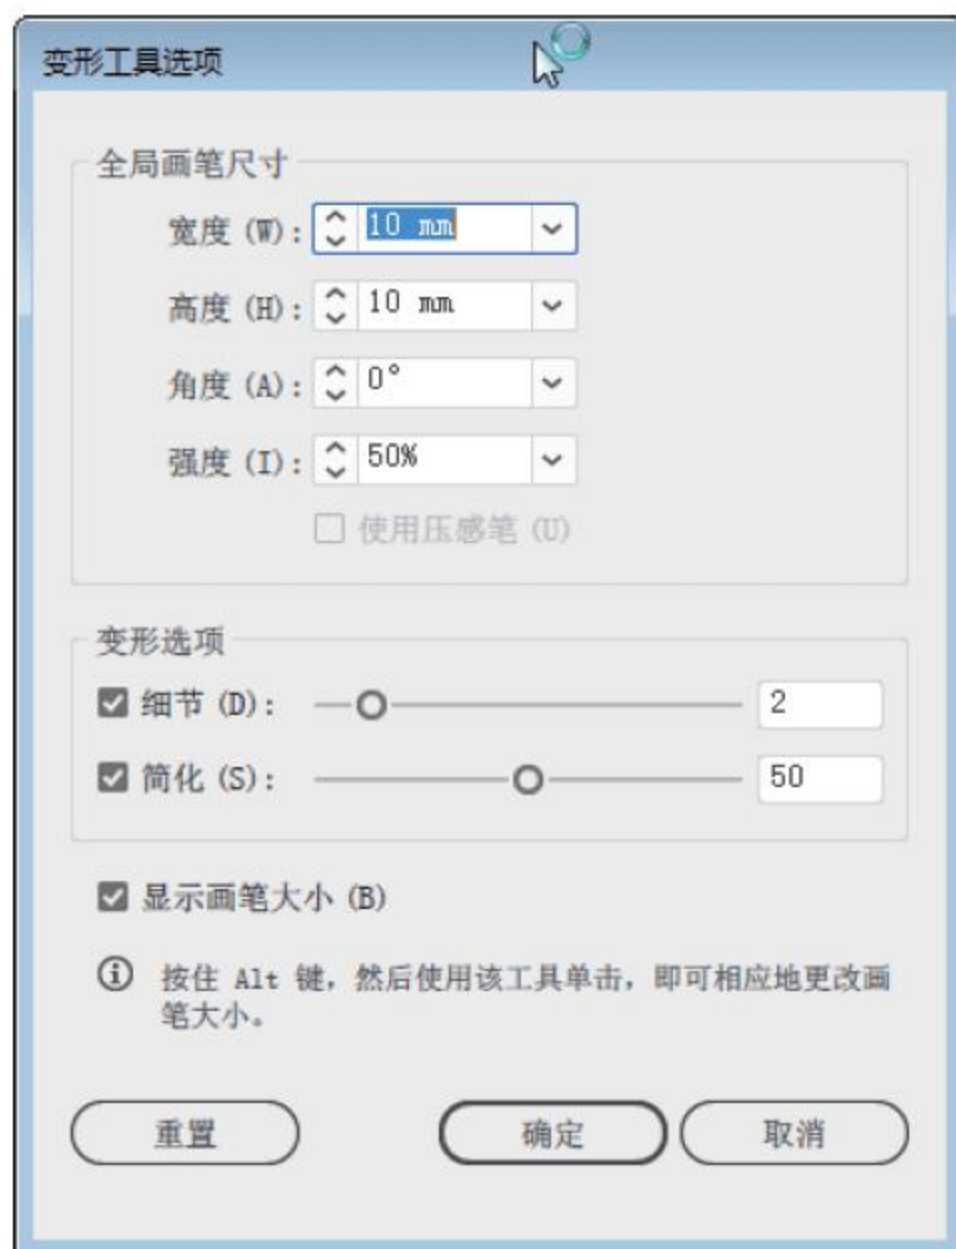 变形工具选项
全局画笔尺寸
宽度(W): 10 mm
高度(H): 10 mm
角度(A): 0°
强度(I): 50%
使用压感笔(U)
变形选项
细节(D): 2
简化(S): 50
显示画笔大小(B)
按住 Alt 键，然后使用该工具单击，即可相应地更改画
笔大小。
重置 确定 取消